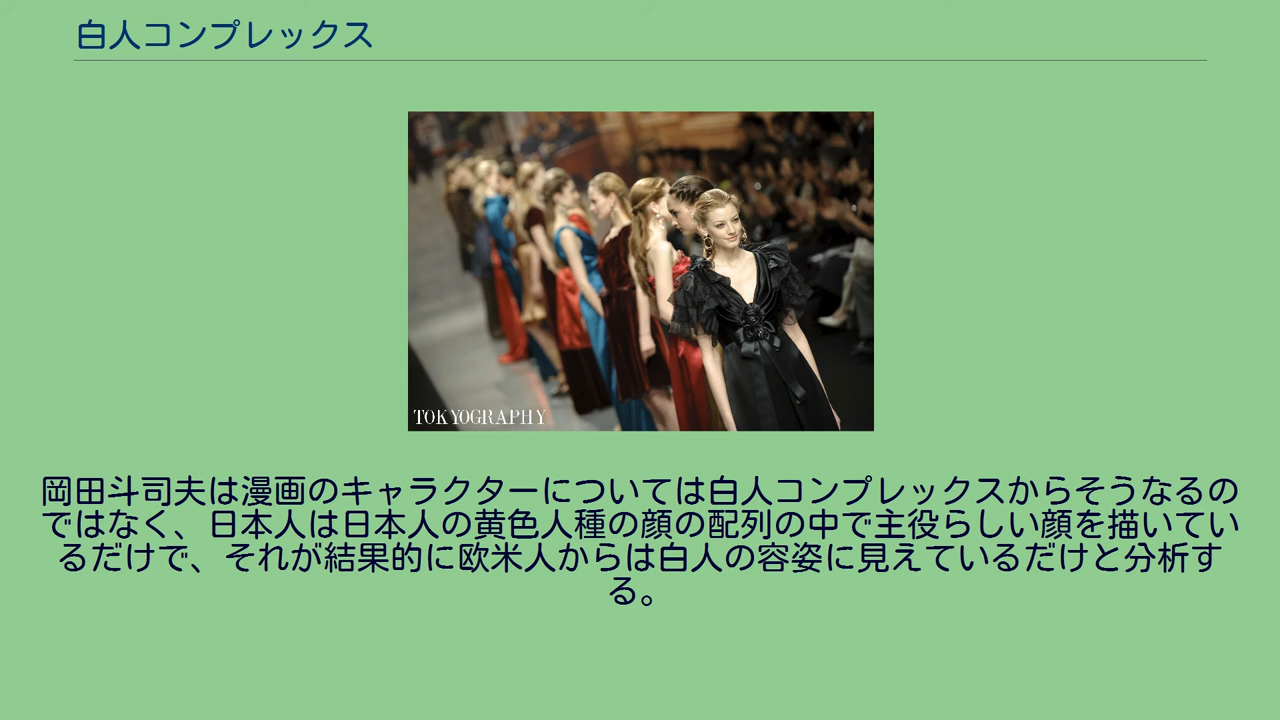 白人コンプレックス
TOKYOGRAPHY
岡田斗司夫は漫画のキャラクターについては白人コンプレックスからそうなるの
ではなく、日本人は日本人の黄色人種の顔の配列の中で主役らしい顔を描いてい
るだけで、それが結果的に欧米人からは白人の容姿に見えているだけと分析す
る。